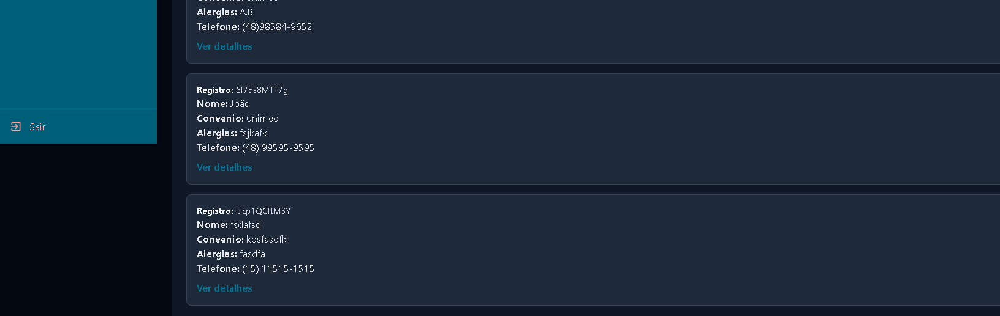 Alergias: A,B
Telefone: (48)98584-9652
Ver detalhes
Registro: 6f75s8MTF7g
Nome: João
Convenio: unimed
Alergias: fsjkafk
Telefone: (48) 99595-9595
Ver detalhes
Sair
Registro: Ucp1QCftMSY
Nome: fsdafsd
Convenio: kdsfasdfk
Alergias: fasdfa
Telefone: (15) 11515-1515
Ver detalhes